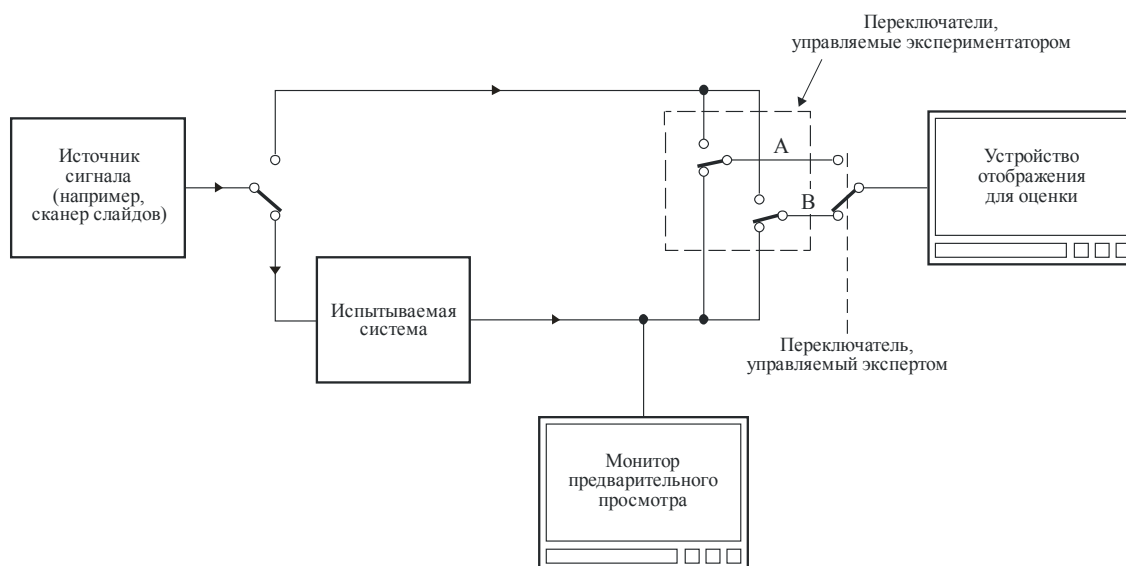 Переключатели,
управляемые экспериментатором
Источник
сигнала
(например,
сканер слайдов)
A
B
Устройство
отображения
для оценки
Испытываемая
система
Переключатель,
управляемый экспертом
Монитор
предварительного
просмотра